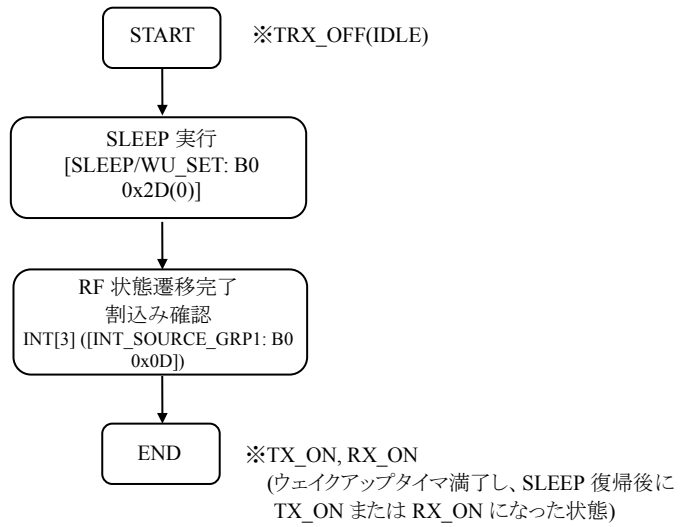 START ※TRX_OFF(IDLE)
SLEEP 実行
[SLEEP/WU_SET: B0
0x2D(0)]
RF 状態遷移完了
割込み確認
INT[3] ([INT_SOURCE_GRP1: B0
0x0D])
END ※TX_ON, RX_ON
(ウェイクアップタイマ満了し、SLEEP 復帰後に
TX_ON または RX_ON になった状態)